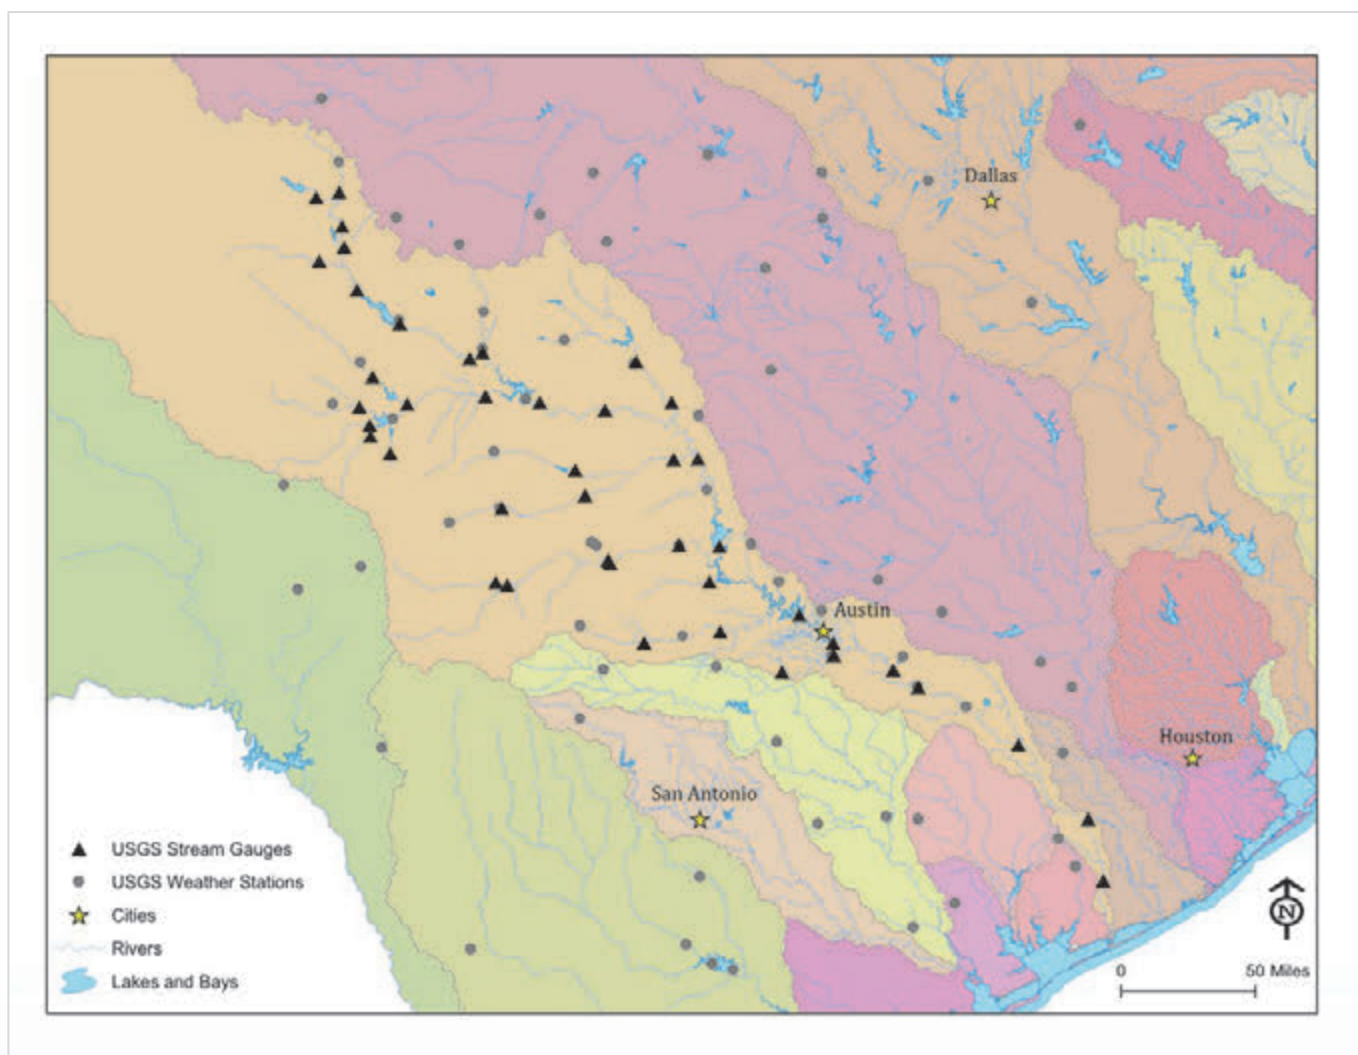 Dallas
Austin
Houston
San Antonio
USGS Stream Gauges
USGS Weather Stations
Cities
Rivers
Lakes and Bays
N
0 50 Miles